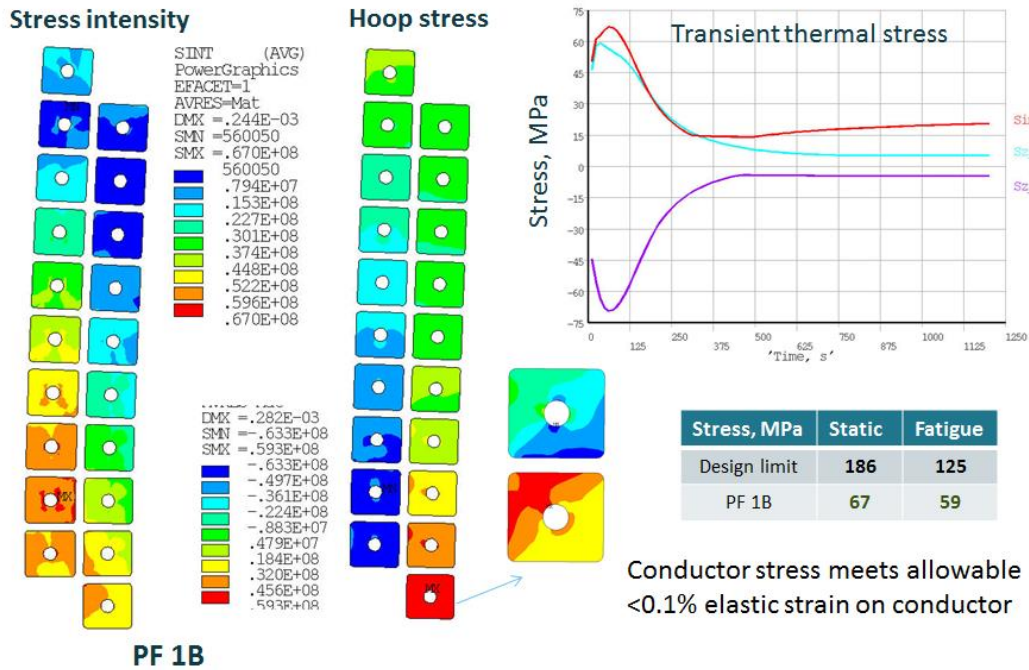 Stress intensity
SINT (AVG)
PowerGraphics
EFACET=1
AVRES=Mat
DMX =.244E-03
SMN =560050
SMX =.670E+08
560050
.794E+07
.153E+08
.227E+08
.301E+08
.374E+08
.448E+08
.522E+08
.596E+08
.670E+08
MX
DMX =.282E-03
SMN =-.633E+08
SMX =.593E+08
-.633E+08
-.497E+08
-.361E+08
-.224E+08
-.883E+07
.479E+07
.184E+08
.320E+08
.456E+08
.593E+08
PF 1B
Hoop stress
MX
Transient thermal stress
Stress, MPa
75
60
45
30
15
0
-15
-30
-45
-60
-75
0
125
250
375
500
625
750
875
1000
1125
1250
'Time, s'
Sz
Stress, MPa Static Fatigue
Design limit 186 125
PF 1B 67 59
Conductor stress meets allowable
<0.1% elastic strain on conductor